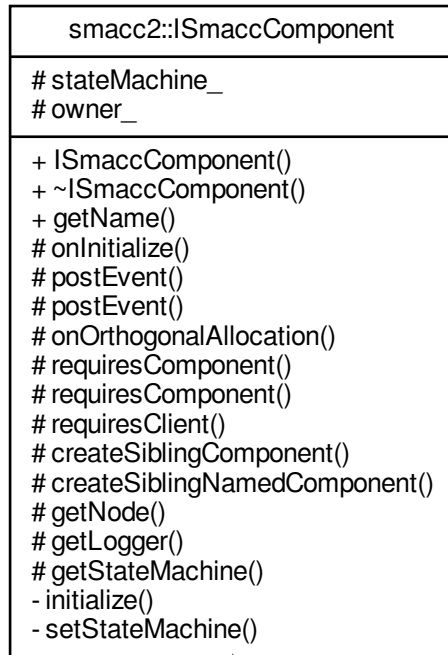 smacc2::ISmaccComponent
# stateMachine_
# owner_
+ ISmaccComponent()
+ ~ISmaccComponent()
+ getName()
# onInitialize()
# postEvent()
# postEvent()
# onOrthogonalAllocation()
# requiresComponent()
# requiresComponent()
# requiresClient()
# createSiblingComponent()
# createSiblingNamedComponent()
# getNode()
# getLogger()
# getStateMachine()
- initialize()
- setStateMachine()